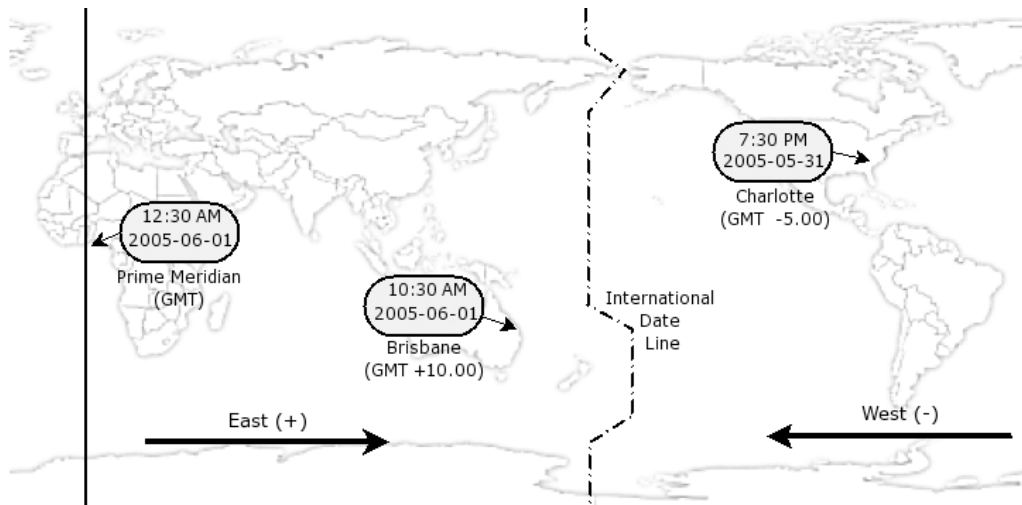 7:30 PM
2005-05-31
Charlotte
(GMT -5.00)
12:30 AM
2005-06-01
Prime Meridian
(GMT)
10:30 AM
2005-06-01
Brisbane
(GMT +10.00)
International
Date
Line
East (+)
West (-)